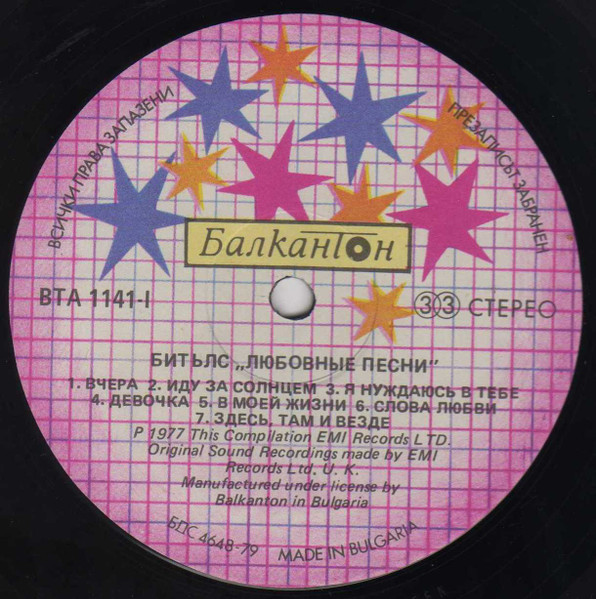 ВСИЧКИ ПРАВА ЗАПАЗЕНИ
ПРЕЗАПИСЪТ ЗАБРАНЕН
Балкантон
ВТА 1141-I
33 СТЕРЕО
БИТЪЛС „ЛЮБОВНЫЕ ПЕСНИ"
1. ВЧЕРА 2. ИДУ ЗА СОЛНЦЕМ 3. Я НУЖДАЮСЬ В ТЕБЕ
4. ДЕВОЧКА 5. В МОЕЙ ЖИЗНИ 6. СЛОВА ЛЮБВИ
7. ЗДЕСЬ, ТАМ И ВЕЗДЕ
P 1977 This Compilation EMI Records LTD.
Original Sound Recordings made by EMI
Records Ltd. U. K.
Manufactured under license by
Balkanton in Bulgaria
БДС 4648-79 MADE IN BULGARIA